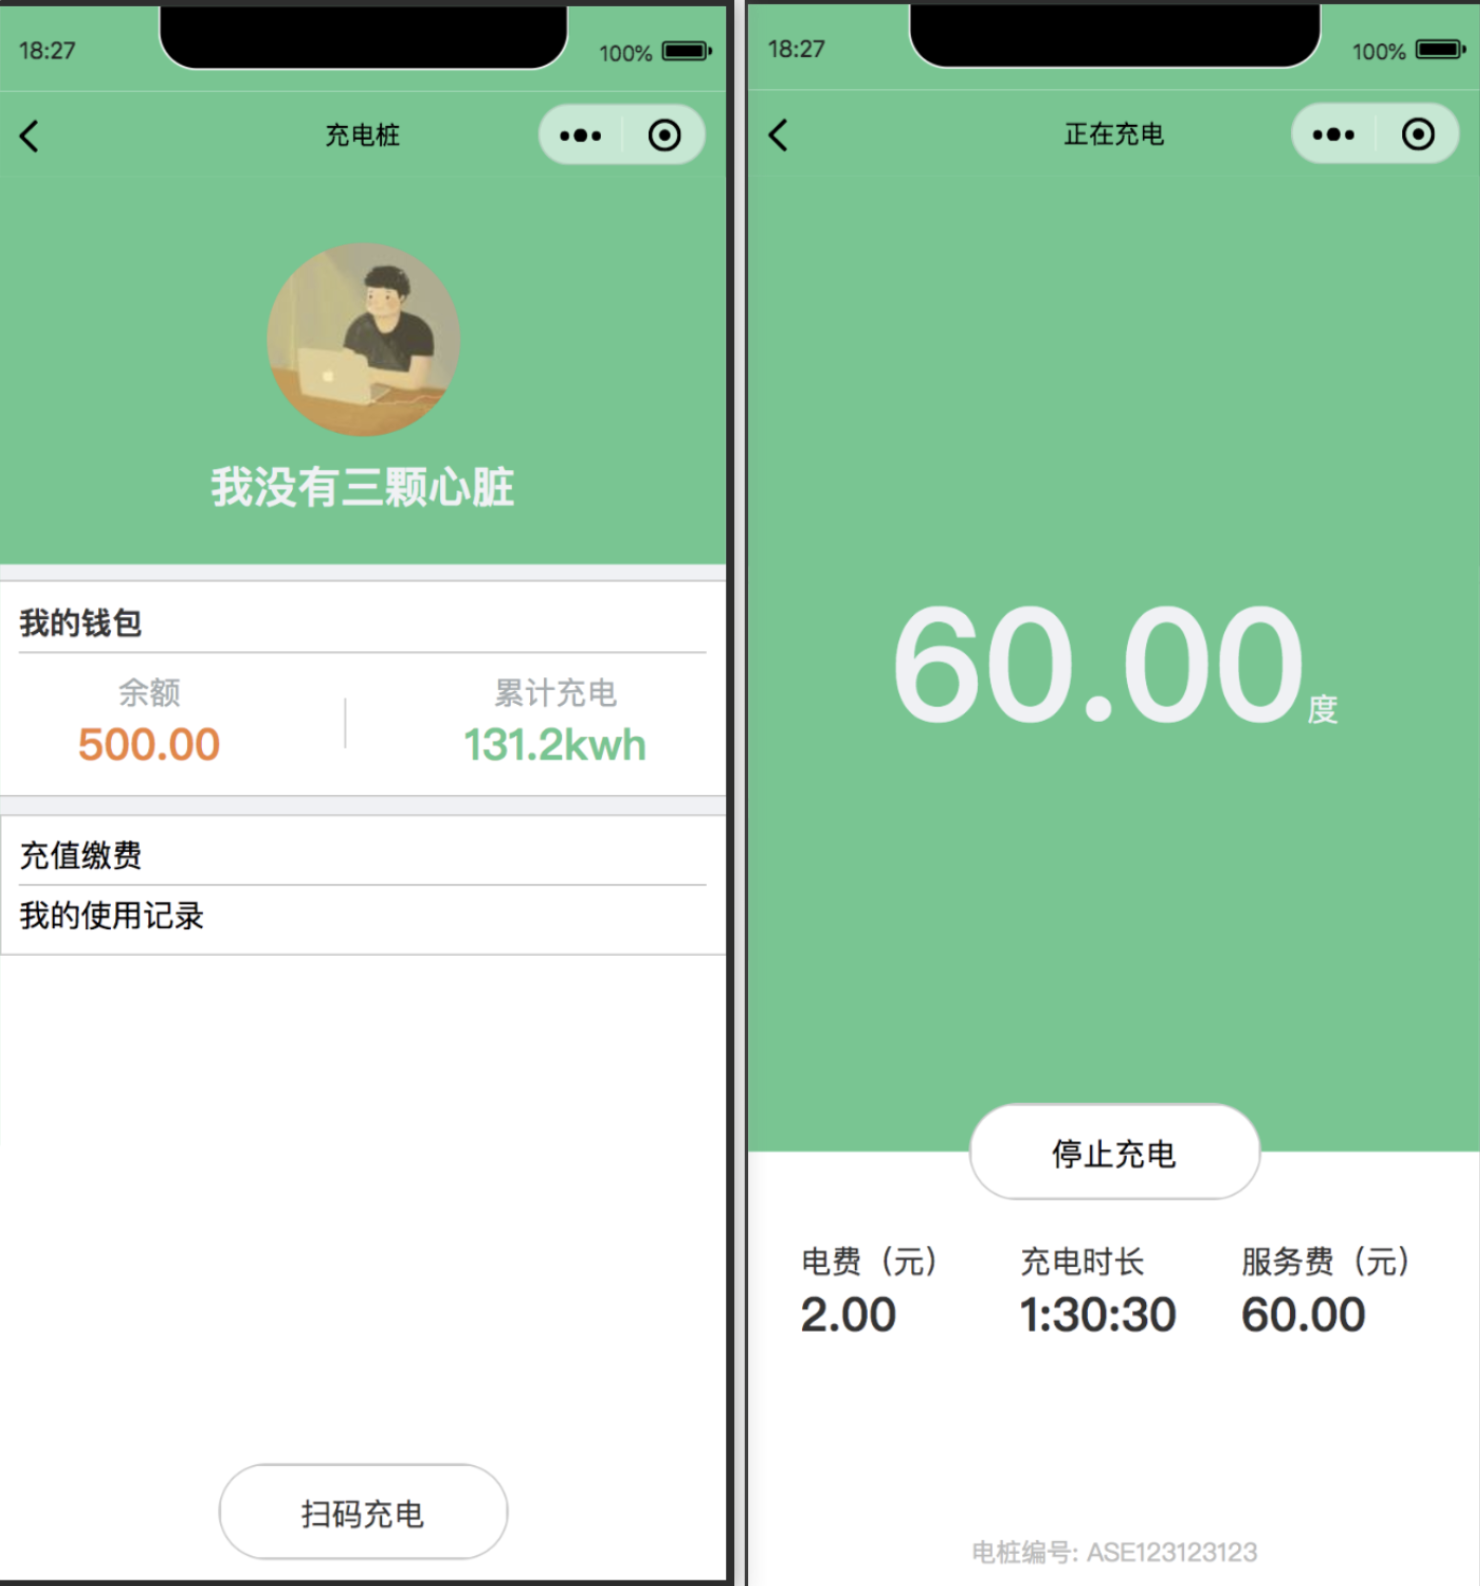 18:27
100%
充电桩
我没有三颗心脏
我的钱包
余额
累计充电
500.00
131.2kwh
充值缴费
我的使用记录
扫码充电
18:27
100%
正在充电
60.00度
停止充电
电费（元）
充电时长
服务费（元）
2.00
1:30:30
60.00
电桩编号: ASE123123123